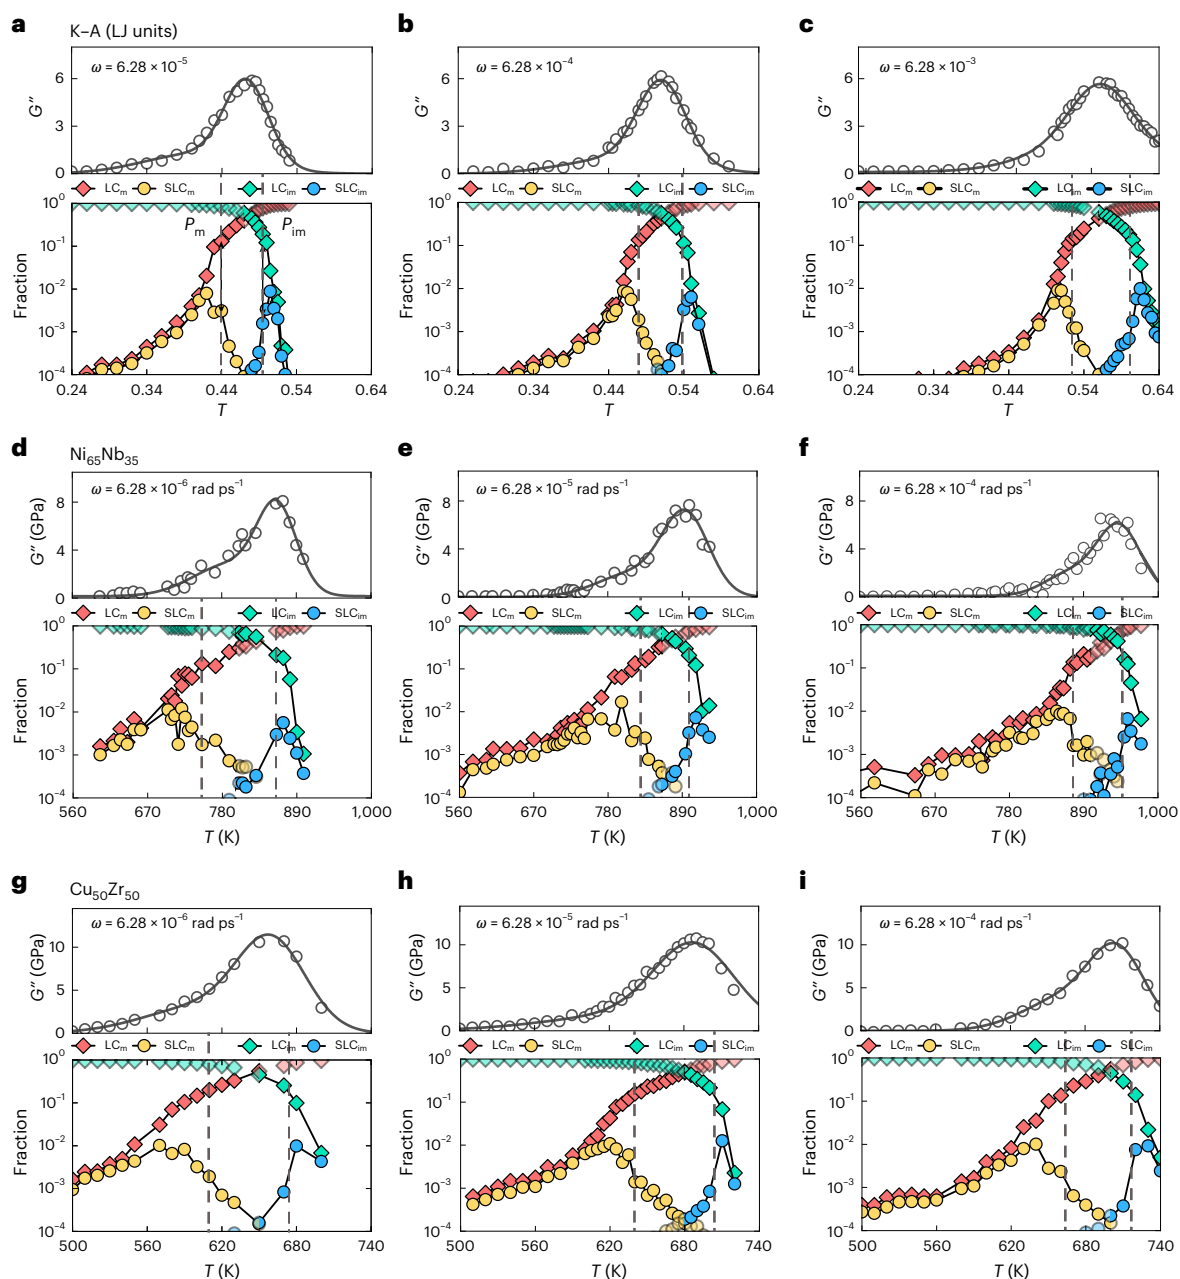 a
K–A (LJ units)
b
c
ω = 6.28 × 10⁻⁵
ω = 6.28 × 10⁻⁴
ω = 6.28 × 10⁻³
G″
6
3
0
G″
6
3
0
G″
6
3
0
LCm SLCm LCim SLCim
LCm SLCm LCim SLCim
LCm SLCm LCim SLCim
Pm
Pim
Fraction
10⁰
10⁻¹
10⁻²
10⁻³
10⁻⁴
Fraction
10⁰
10⁻¹
10⁻²
10⁻³
10⁻⁴
Fraction
10⁰
10⁻¹
10⁻²
10⁻³
10⁻⁴
0.24 0.34 0.44 0.54 0.64
0.24 0.34 0.44 0.54 0.64
0.24 0.34 0.44 0.54 0.64
T
T
T
d
Ni₆₅Nb₃₅
e
f
ω = 6.28 × 10⁻⁶ rad ps⁻¹
ω = 6.28 × 10⁻⁵ rad ps⁻¹
ω = 6.28 × 10⁻⁴ rad ps⁻¹
G″ (GPa)
8
4
0
G″ (GPa)
8
4
0
G″ (GPa)
8
4
0
LCm SLCm LCim SLCim
LCm SLCm LCim SLCim
LCm SLCm LCim SLCim
Fraction
10⁰
10⁻¹
10⁻²
10⁻³
10⁻⁴
Fraction
10⁰
10⁻¹
10⁻²
10⁻³
10⁻⁴
Fraction
10⁰
10⁻¹
10⁻²
10⁻³
10⁻⁴
560 670 780 890 1,000
560 670 780 890 1,000
560 670 780 890 1,000
T (K)
T (K)
T (K)
g
Cu₅₀Zr₅₀
h
i
ω = 6.28 × 10⁻⁶ rad ps⁻¹
ω = 6.28 × 10⁻⁵ rad ps⁻¹
ω = 6.28 × 10⁻⁴ rad ps⁻¹
G″ (GPa)
10
5
0
G″ (GPa)
10
5
0
G″ (GPa)
10
5
0
LCm SLCm LCim SLCim
LCm SLCm LCim SLCim
LCm SLCm LCim SLCim
Fraction
10⁰
10⁻¹
10⁻²
10⁻³
10⁻⁴
Fraction
10⁰
10⁻¹
10⁻²
10⁻³
10⁻⁴
Fraction
10⁰
10⁻¹
10⁻²
10⁻³
10⁻⁴
500 560 620 680 740
500 560 620 680 740
500 560 620 680 740
T (K)
T (K)
T (K)